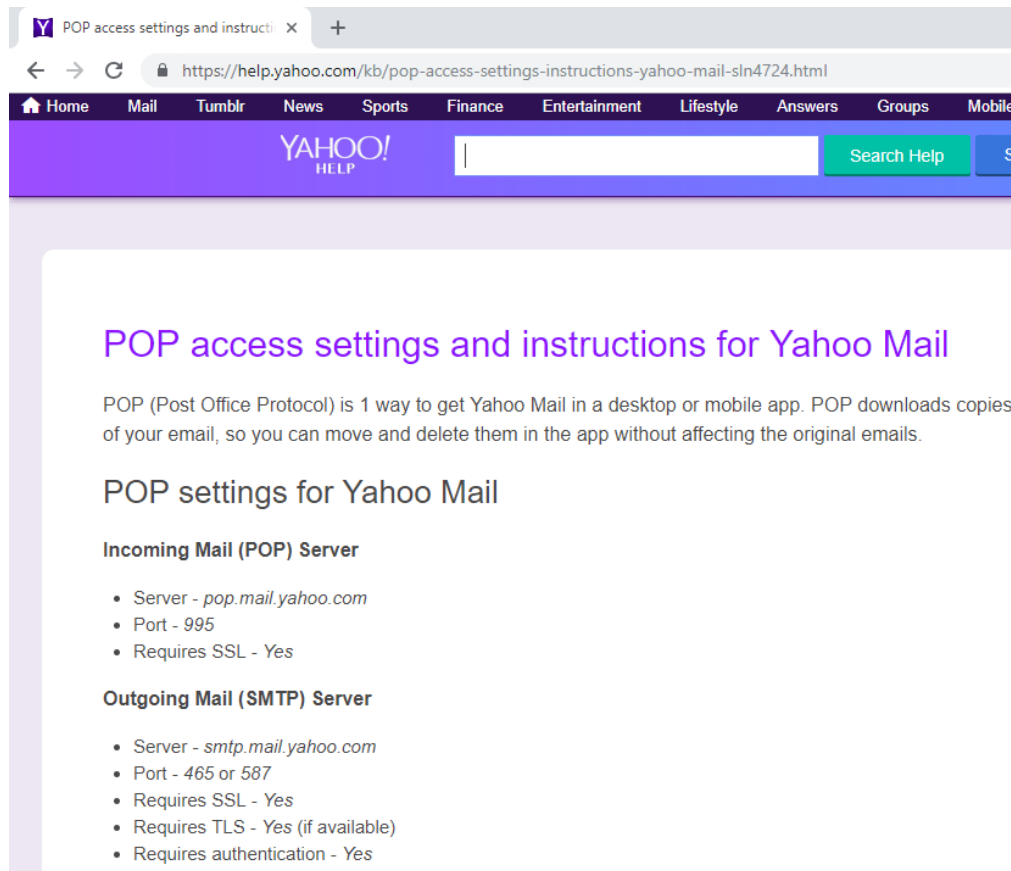 POP access settings and instructi
https://help.yahoo.com/kb/pop-access-settings-instructions-yahoo-mail-sln4724.html
Home Mail Tumblr News Sports Finance Entertainment Lifestyle Answers Groups Mobile
YAHOO!
HELP
Search Help S
POP access settings and instructions for Yahoo Mail
POP (Post Office Protocol) is 1 way to get Yahoo Mail in a desktop or mobile app. POP downloads copies
of your email, so you can move and delete them in the app without affecting the original emails.
POP settings for Yahoo Mail
Incoming Mail (POP) Server
• Server - pop.mail.yahoo.com
• Port - 995
• Requires SSL - Yes
Outgoing Mail (SMTP) Server
• Server - smtp.mail.yahoo.com
• Port - 465 or 587
• Requires SSL - Yes
• Requires TLS - Yes (if available)
• Requires authentication - Yes